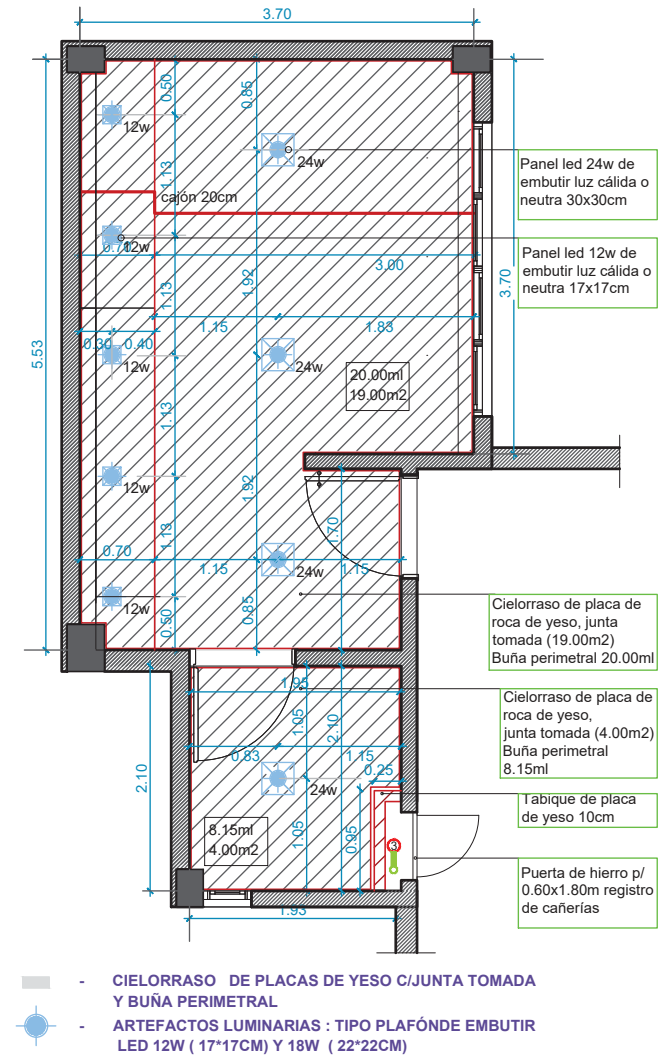 3.70
0.50
0.85
12w
24w
Panel led 24w de
embutir luz cálida o
neutra 30x30cm
1.13
cajón 20cm
12w
0.70
3.00
Panel led 12w de
embutir luz cálida o
neutra 17x17cm
3.70
1.13
1.92
1.15
1.83
5.53
0.30
0.40
12w
24w
20.00ml
19.00m2
1.13
1.92
12w
1.70
1.13
0.70
1.15
24w
1.15
12w
0.50
0.85
Cielorraso de placa de
roca de yeso, junta
tomada (19.00m2)
Buña perimetral 20.00ml
1.95
1.05
2.10
Cielorraso de placa de
roca de yeso,
junta tomada (4.00m2)
Buña perimetral
8.15ml
0.83
1.15
0.25
24w
2.10
Tabique de placa
de yeso 10cm
8.15ml
4.00m2
1.05
0.95
3
Puerta de hierro p/
0.60x1.80m registro
de cañerías
1.93
- CIELORRASO DE PLACAS DE YESO C/JUNTA TOMADA
Y BUÑA PERIMETRAL
- ARTEFACTOS LUMINARIAS : TIPO PLAFÓNDE EMBUTIR
LED 12W ( 17*17CM) Y 18W ( 22*22CM)